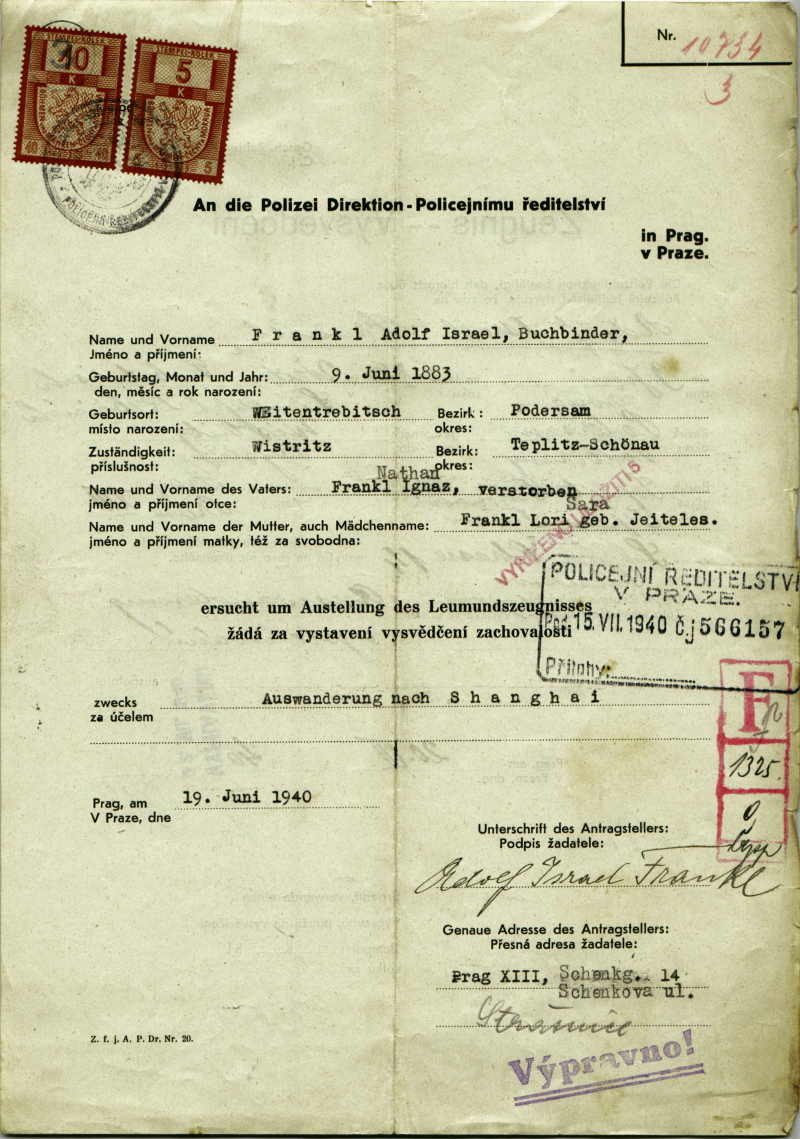 STEMPEL-KOLEK
10
K
STEMPEL-KOLEK
5
K
5
Nr. 10734
3
An die Polizei Direktion - Policejnímu ředitelství
in Prag.
v Praze.
Name und Vorname F r a n k l Adolf Israel, Buchbinder,
Jméno a příjmení:
Geburtstag, Monat und Jahr: 9. Juni 1883
den, měsíc a rok narození:
Geburtsort: Weitentrebitsch Bezirk: Podersam
místo narození: okres:
Zuständigkeit: Wistritz Bezirk: Teplitz-Schönau
příslušnost: okres:
Nathan
Name und Vorname des Vaters: Frankl Ignaz, verstorben
jméno a příjmení otce:
Sara
Name und Vorname der Mutter, auch Mädchenname: Frankl Lori geb. Jeiteles.
jméno a příjmení matky, též za svobodna:
POLICEJNÍ ŘEDITELSTVÍ
V PRAZE.
15. VII. 1940 čj 566157
Přílohy:
ersucht um Austellung des Leumundszeugnisses
žádá za vystavení vysvědčení zachovalosti
zwecks Auswanderung nach S h a n g h a i
za účelem
F
1325
Prag, am 19. Juni 1940
V Praze, dne
Unterschrift des Antragstellers:
Podpis žadatele:
Adolf Israel Frankl
Genaue Adresse des Antragstellers:
Přesná adresa žadatele:
Prag XIII, Schenkg. 14
Schenkova ul.
Z. f. j. A. P. Dr. Nr. 20.
Výpravno!